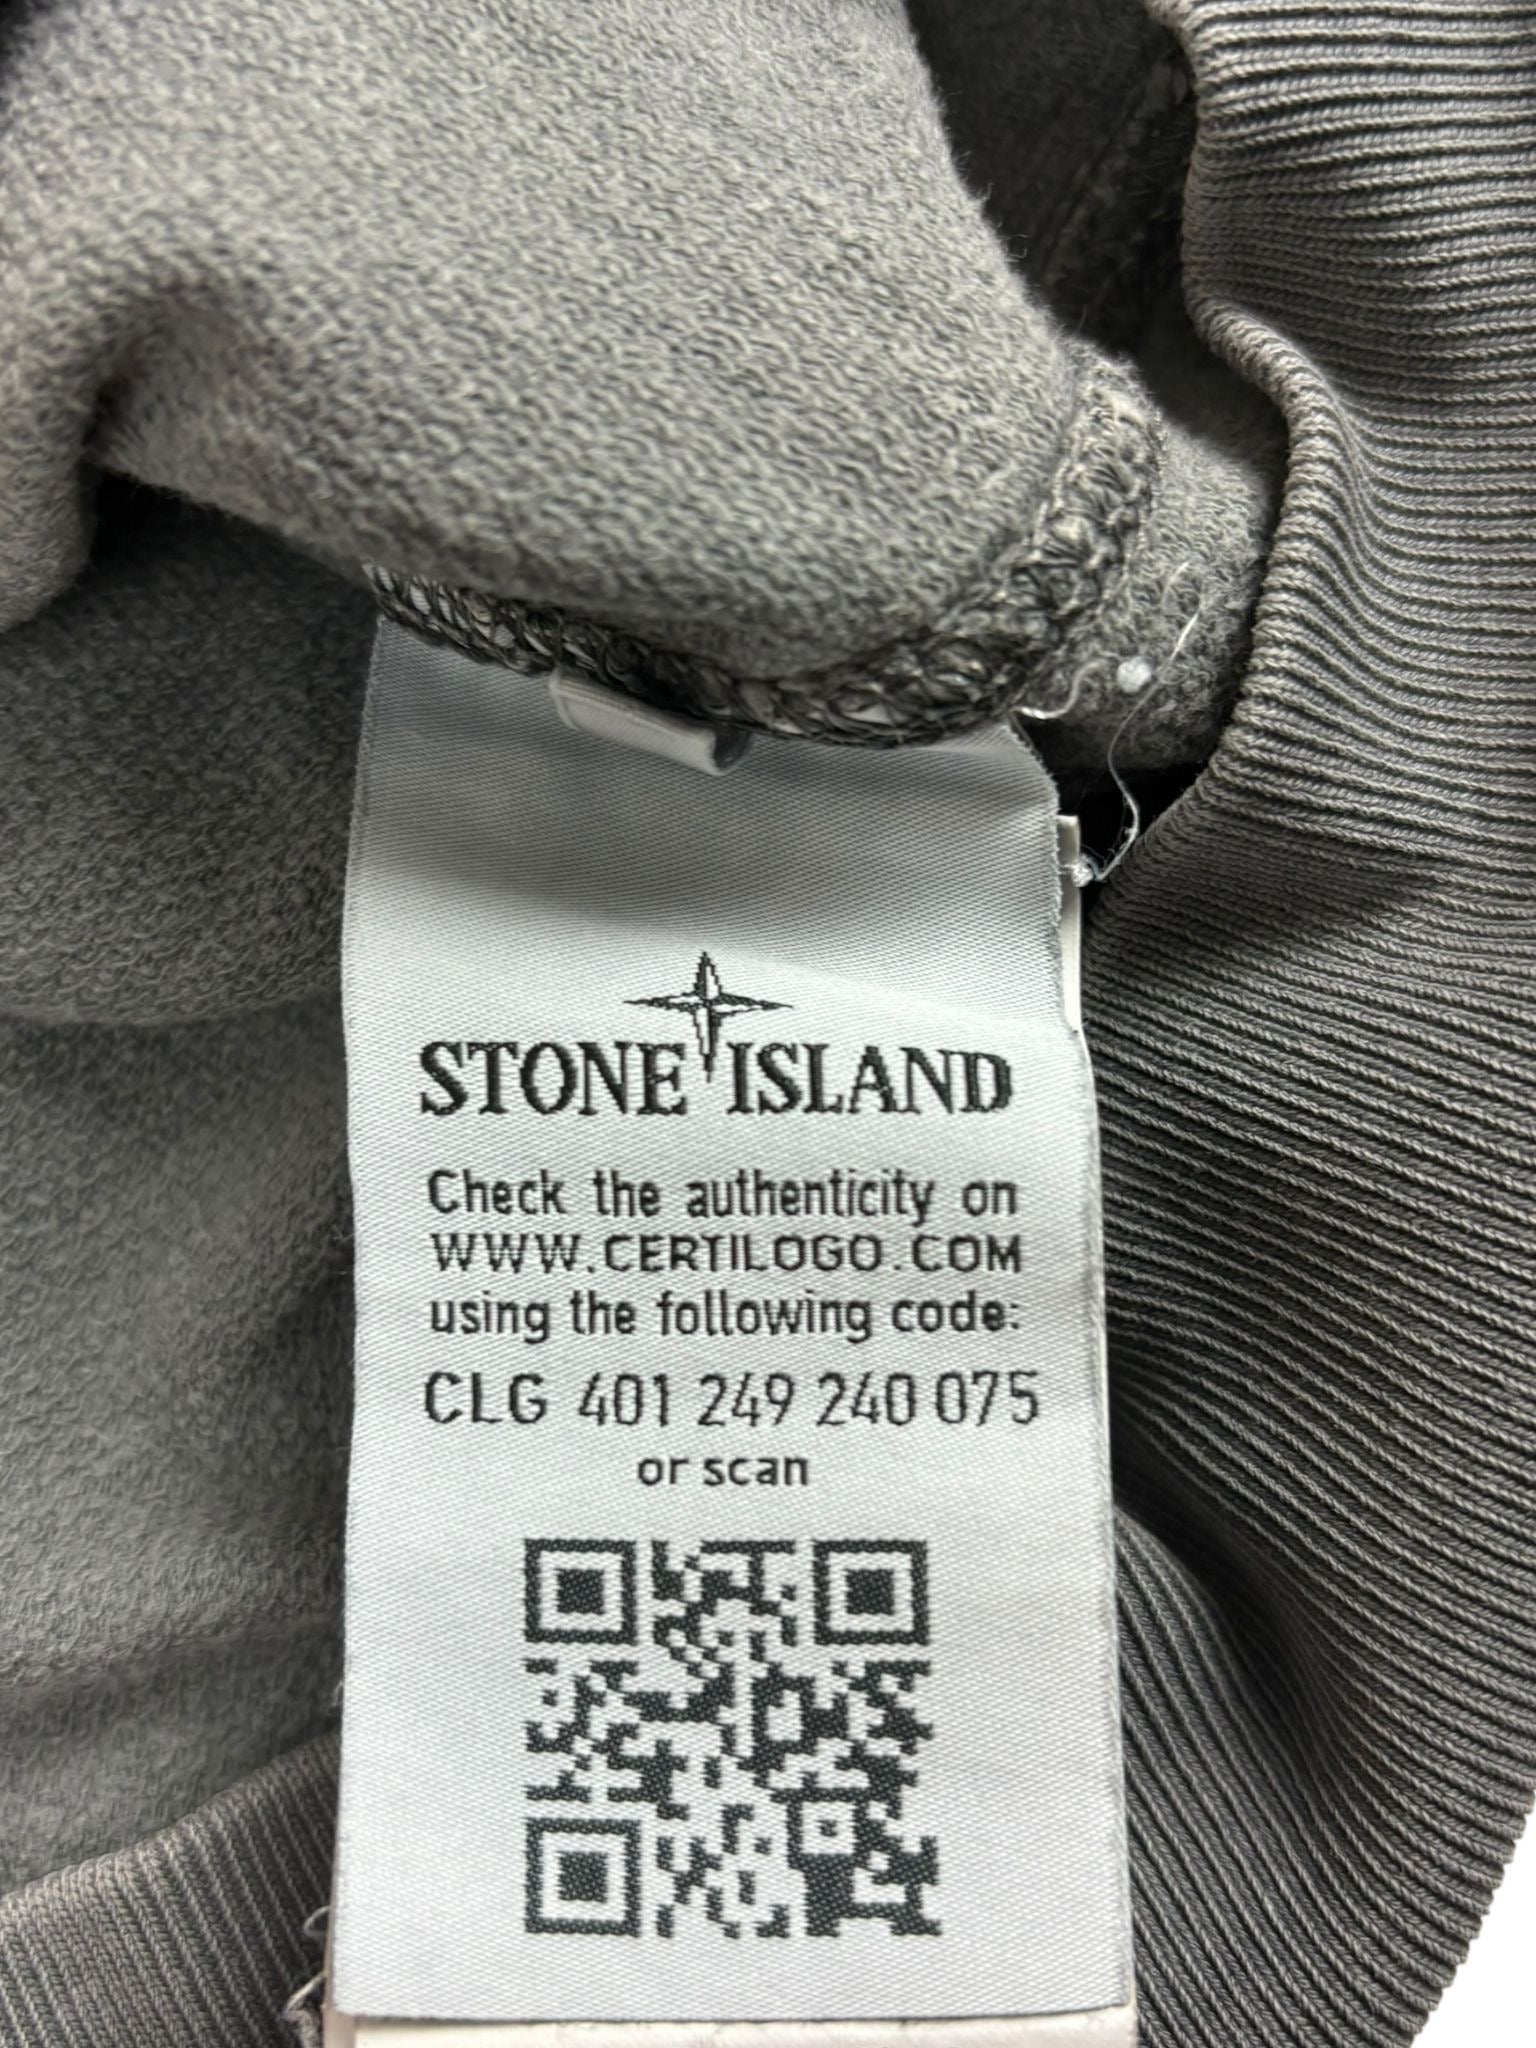 STONE ISLAND
Check the authenticity on
WWW.CERTILOGO.COM
using the following code:
CLG 401 249 240 075
or scan